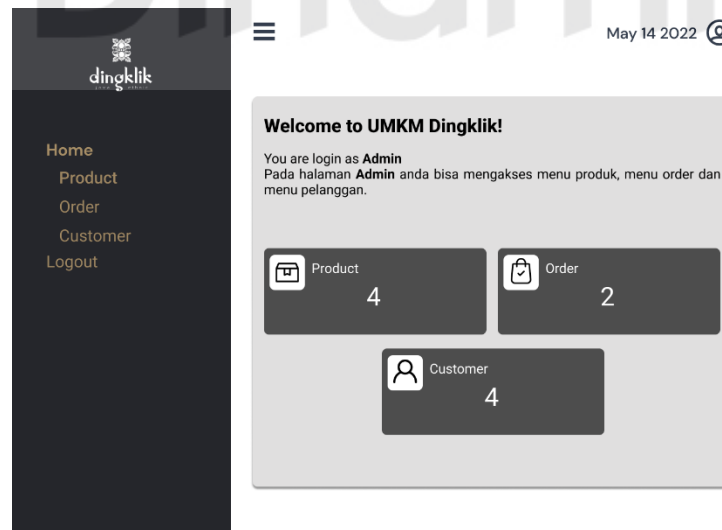 dingklik
May 14 2022
Home
Product
Order
Customer
Logout
Welcome to UMKM Dingklik!
You are login as Admin
Pada halaman Admin anda bisa mengakses menu produk, menu order dan
menu pelanggan.
Product
4
Order
2
Customer
4